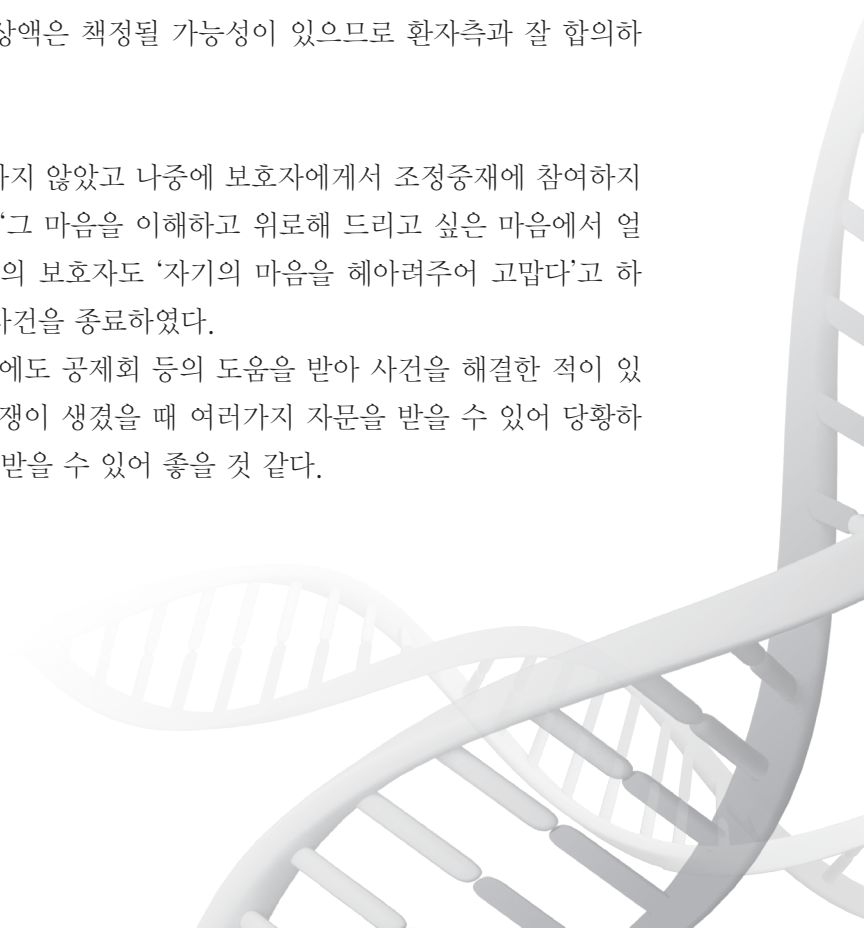 상액은 책정될 가능성이 있으므로 환자측과 잘 합의하
하지 않았고 나중에 보호자에게서 조정중재에 참여하지
‘그 마음을 이해하고 위로해 드리고 싶은 마음에서 얼
의 보호자도 ‘자기의 마음을 헤아려주어 고맙다’고 하
사건을 종료하였다.
에도 공제회 등의 도움을 받아 사건을 해결한 적이 있
쟁이 생겼을 때 여러가지 자문을 받을 수 있어 당황하
받을 수 있어 좋을 것 같다.